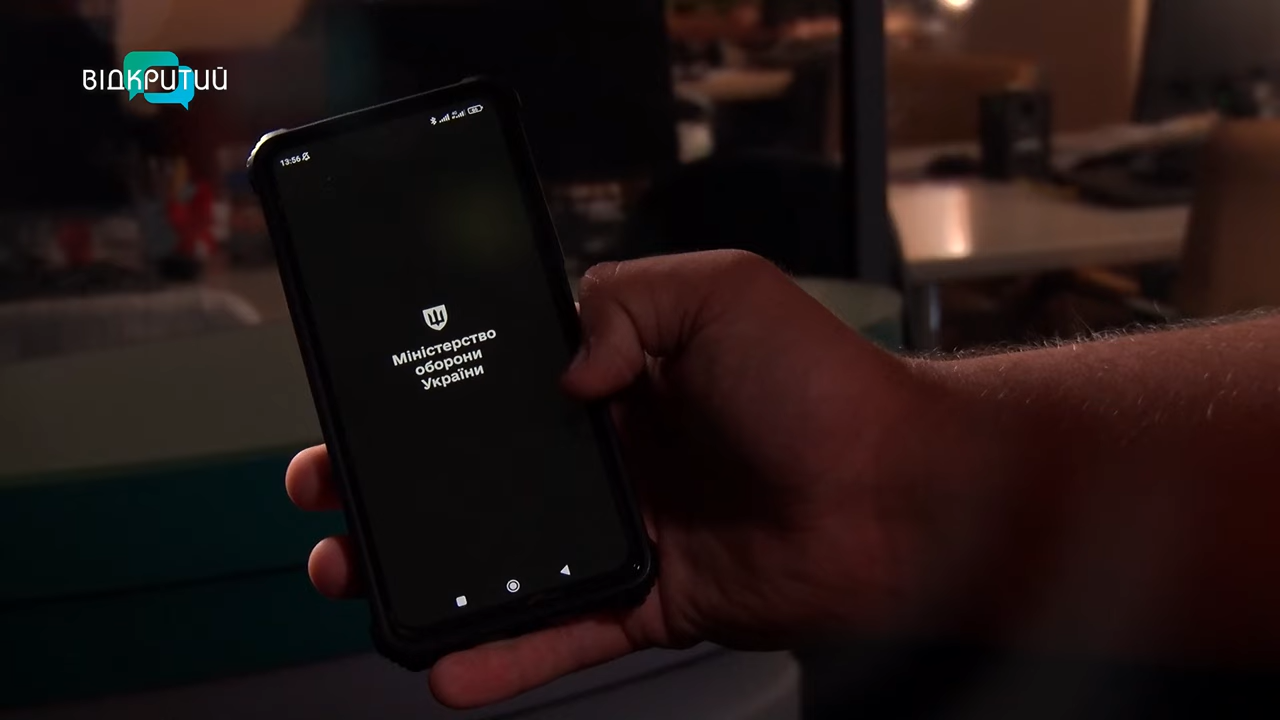 ВІДКРИТИЙ
13:56
Міністерство
оборони
України